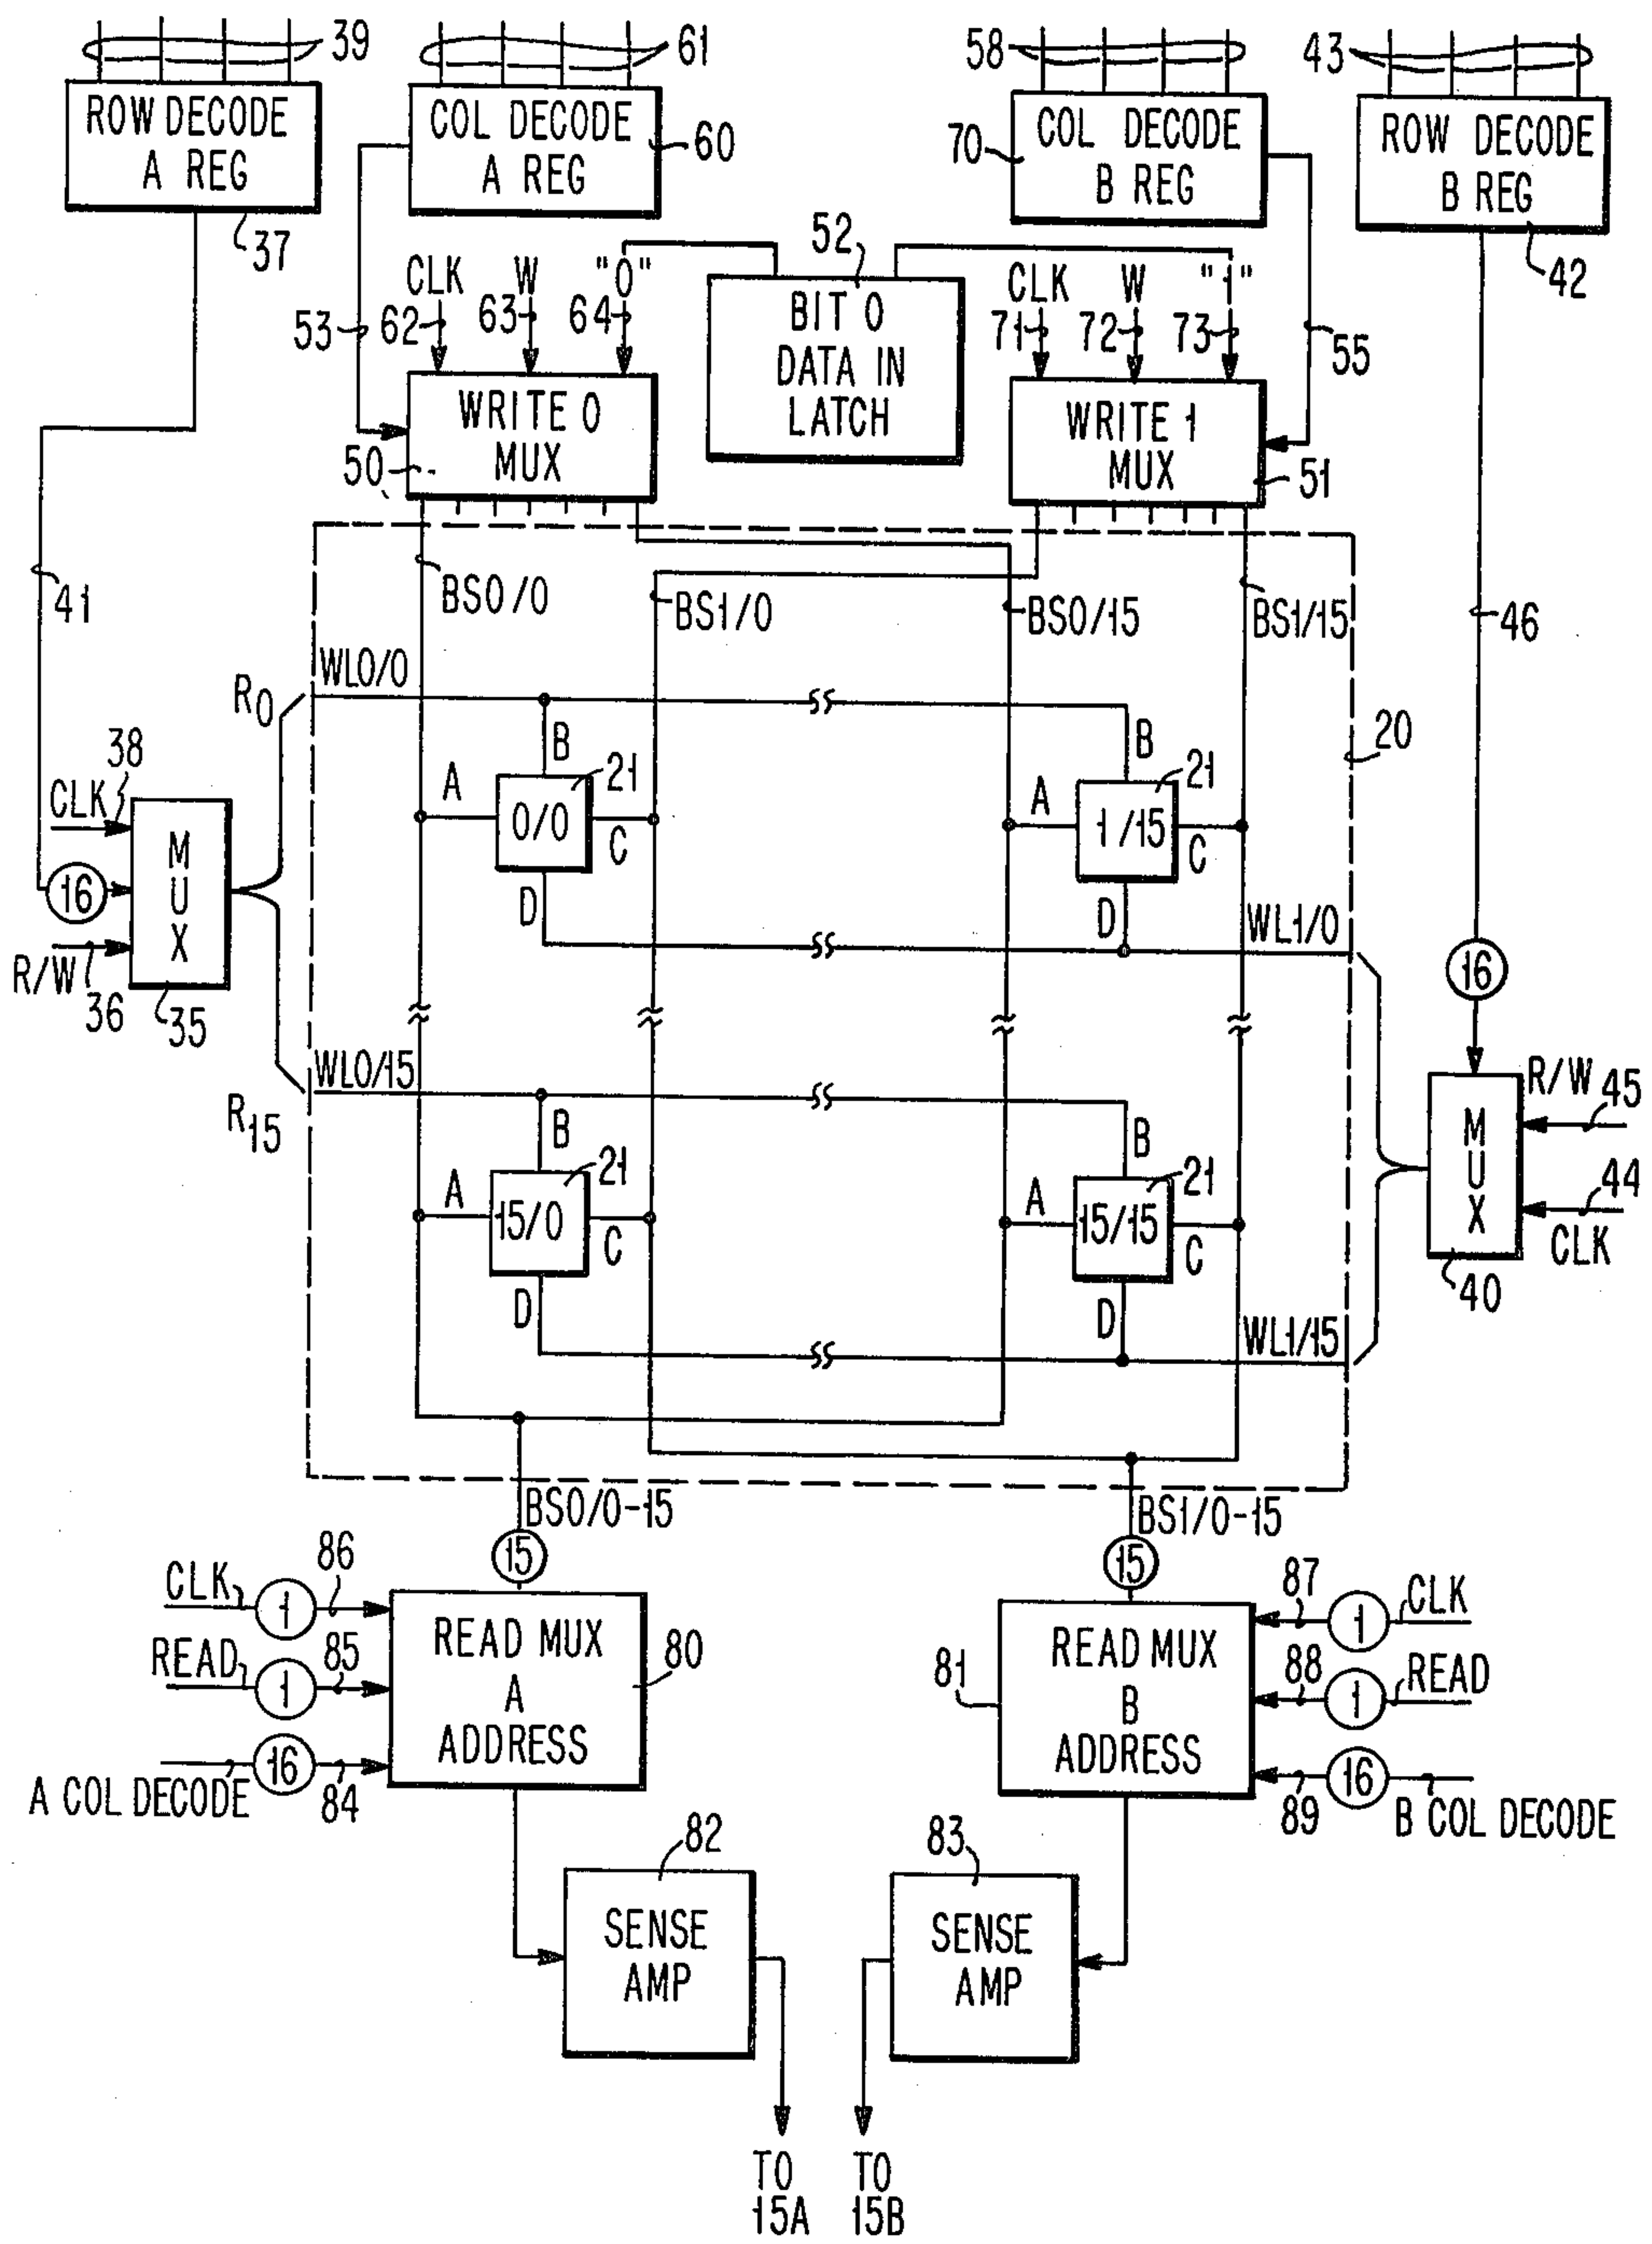 39
61
58
43
ROW DECODE
A REG
37
COL DECODE
A REG
60
70
COL DECODE
B REG
ROW DECODE
B REG
42
53
CLK
62
W
63
"0"
64
52
BIT 0
DATA IN
LATCH
CLK
71
W
72
"1"
73
55
WRITE 0
MUX
50
WRITE 1
MUX
51
41
BS0/0
BS1/0
BS0/15
BS1/15
46
WL0/0
R0
20
38
CLK
16
R/W
36
MUX
35
A
B
21
0/0
C
D
A
B
21
1/15
C
D
WL1/0
16
WL0/15
R15
A
B
21
15/0
C
D
A
B
21
15/15
C
D
WL1/15
MUX
40
R/W
45
44
CLK
BS0/0-15
15
BS1/0-15
15
CLK
1
86
READ
1
85
A COL DECODE
16
84
READ MUX
A
ADDRESS
80
81
READ MUX
B
ADDRESS
87
1
CLK
88
1
READ
89
16
B COL DECODE
82
SENSE
AMP
83
SENSE
AMP
TO
15A
TO
15B